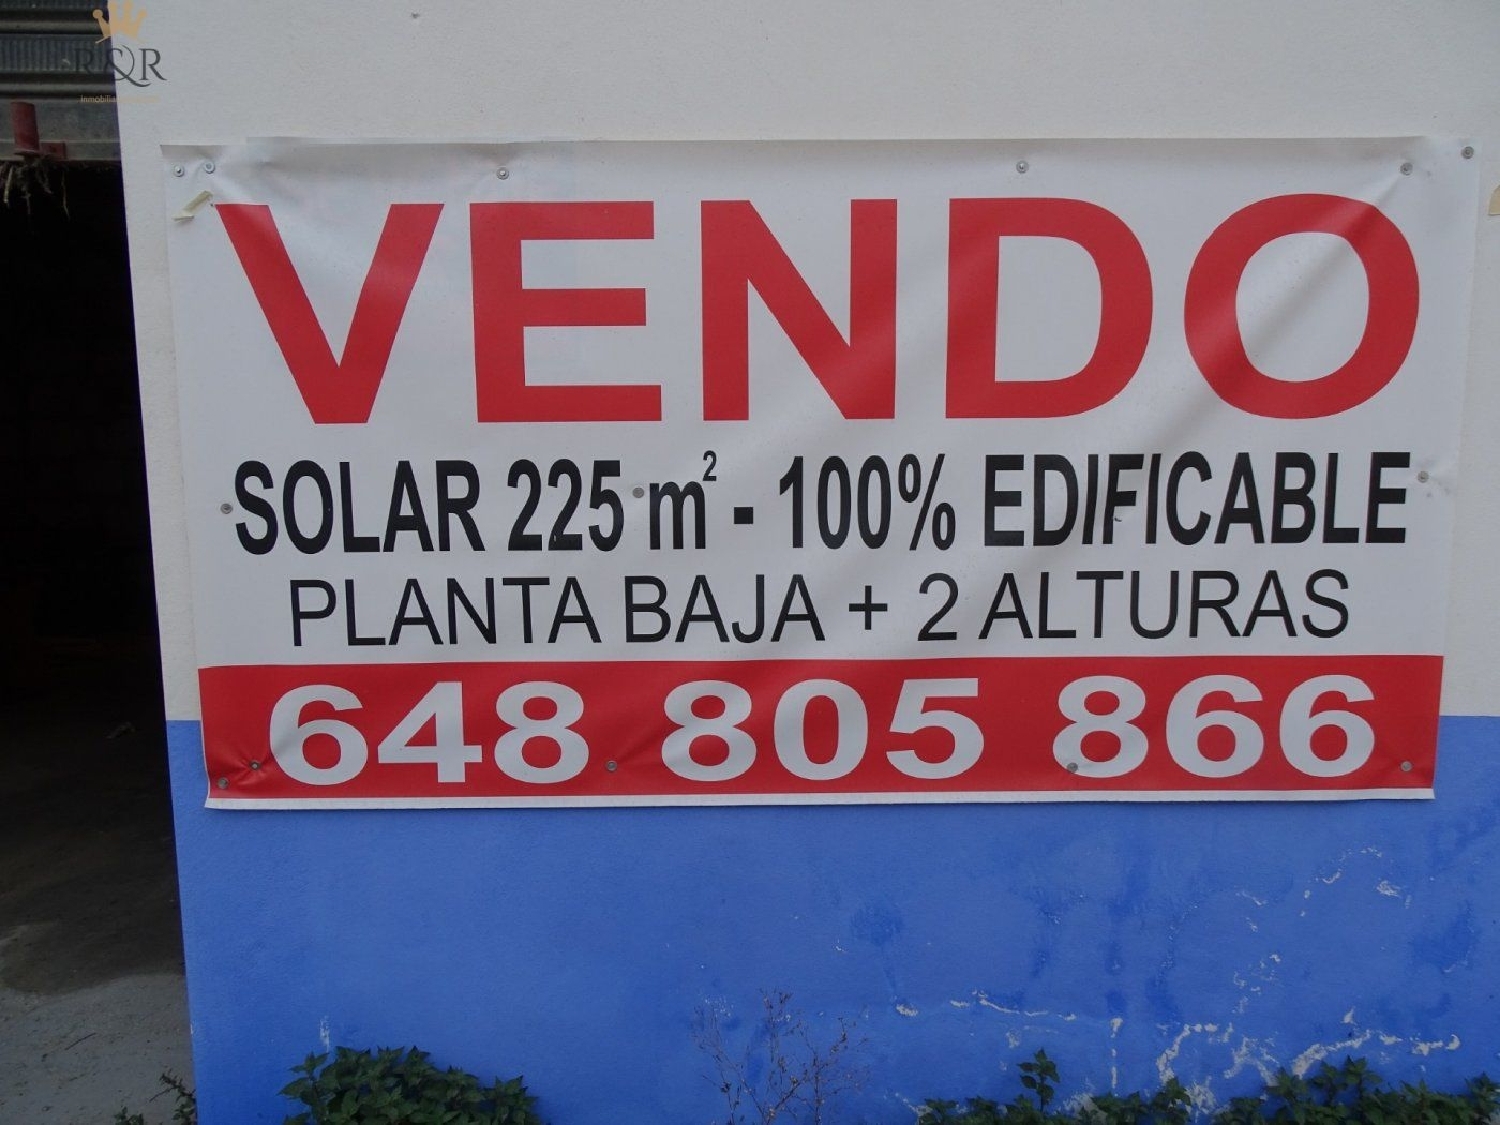 R&R
VENDO
SOLAR 225 m² - 100% EDIFICABLE
PLANTA BAJA + 2 ALTURAS
648 805 866